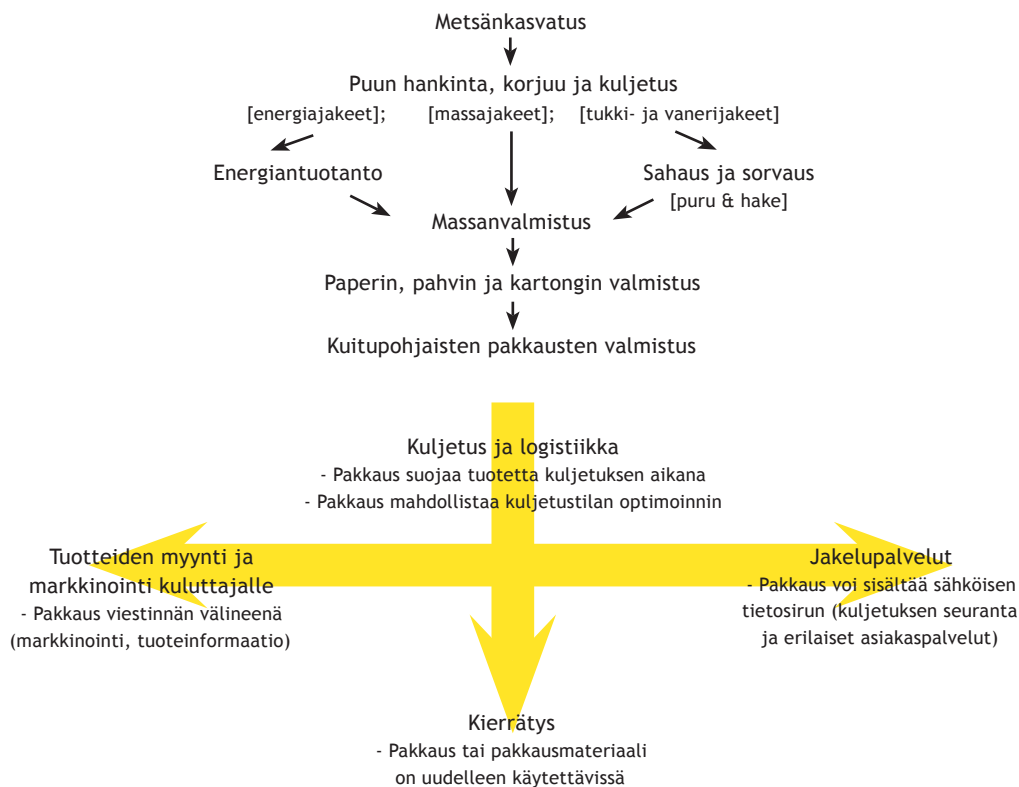 Metsänkasvatus
Puun hankinta, korjuu ja kuljetus
[energiajakeet]; [massajakeet]; [tukki- ja vanerijakeet]
Energiantuotanto
Sahaus ja sorvaus
[puru & hake]
Massanvalmistus
Paperin, pahvin ja kartongin valmistus
Kuitupohjaisten pakkausten valmistus
Kuljetus ja logistiikka
- Pakkaus suojaa tuotetta kuljetuksen aikana
- Pakkaus mahdollistaa kuljetustilan optimoinnin
Tuotteiden myynti ja
markkinointi kuluttajalle
- Pakkaus viestinnän välineenä
(markkinointi, tuoteinformaatio)
Jakelupalvelut
- Pakkaus voi sisältää sähköisen
tietosirun (kuljetuksen seuranta
ja erilaiset asiakaspalvelut)
Kierrätys
- Pakkaus tai pakkausmateriaali
on uudelleen käytettävissä